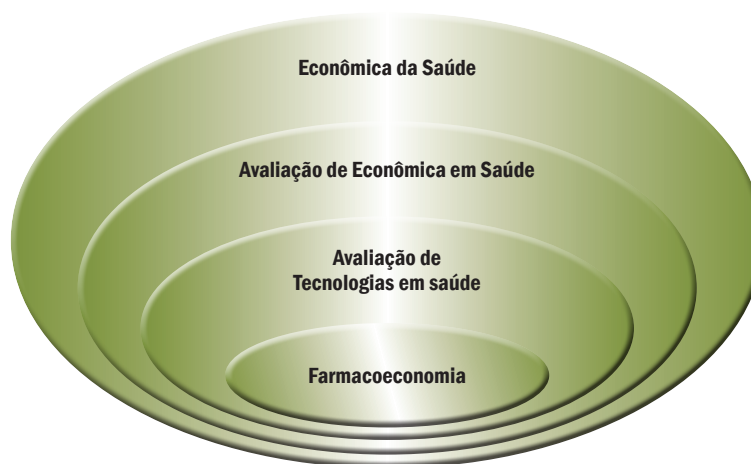 Econômica da Saúde
Avaliação de Econômica em Saúde
Avaliação de
Tecnologias em saúde
Farmacoeconomia